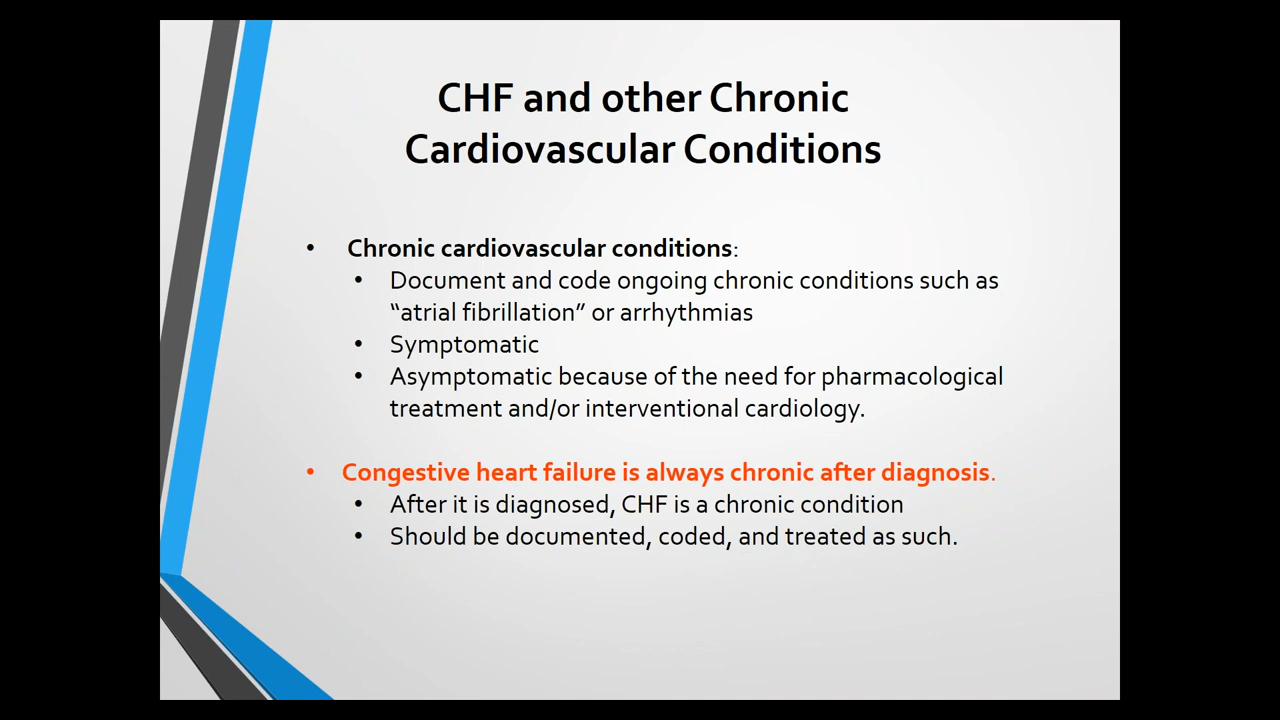 CHF and other Chronic
Cardiovascular Conditions
• Chronic cardiovascular conditions:
• Document and code ongoing chronic conditions such as
“atrial fibrillation” or arrhythmias
• Symptomatic
• Asymptomatic because of the need for pharmacological
treatment and/or interventional cardiology.
• Congestive heart failure is always chronic after diagnosis.
• After it is diagnosed, CHF is a chronic condition
• Should be documented, coded, and treated as such.